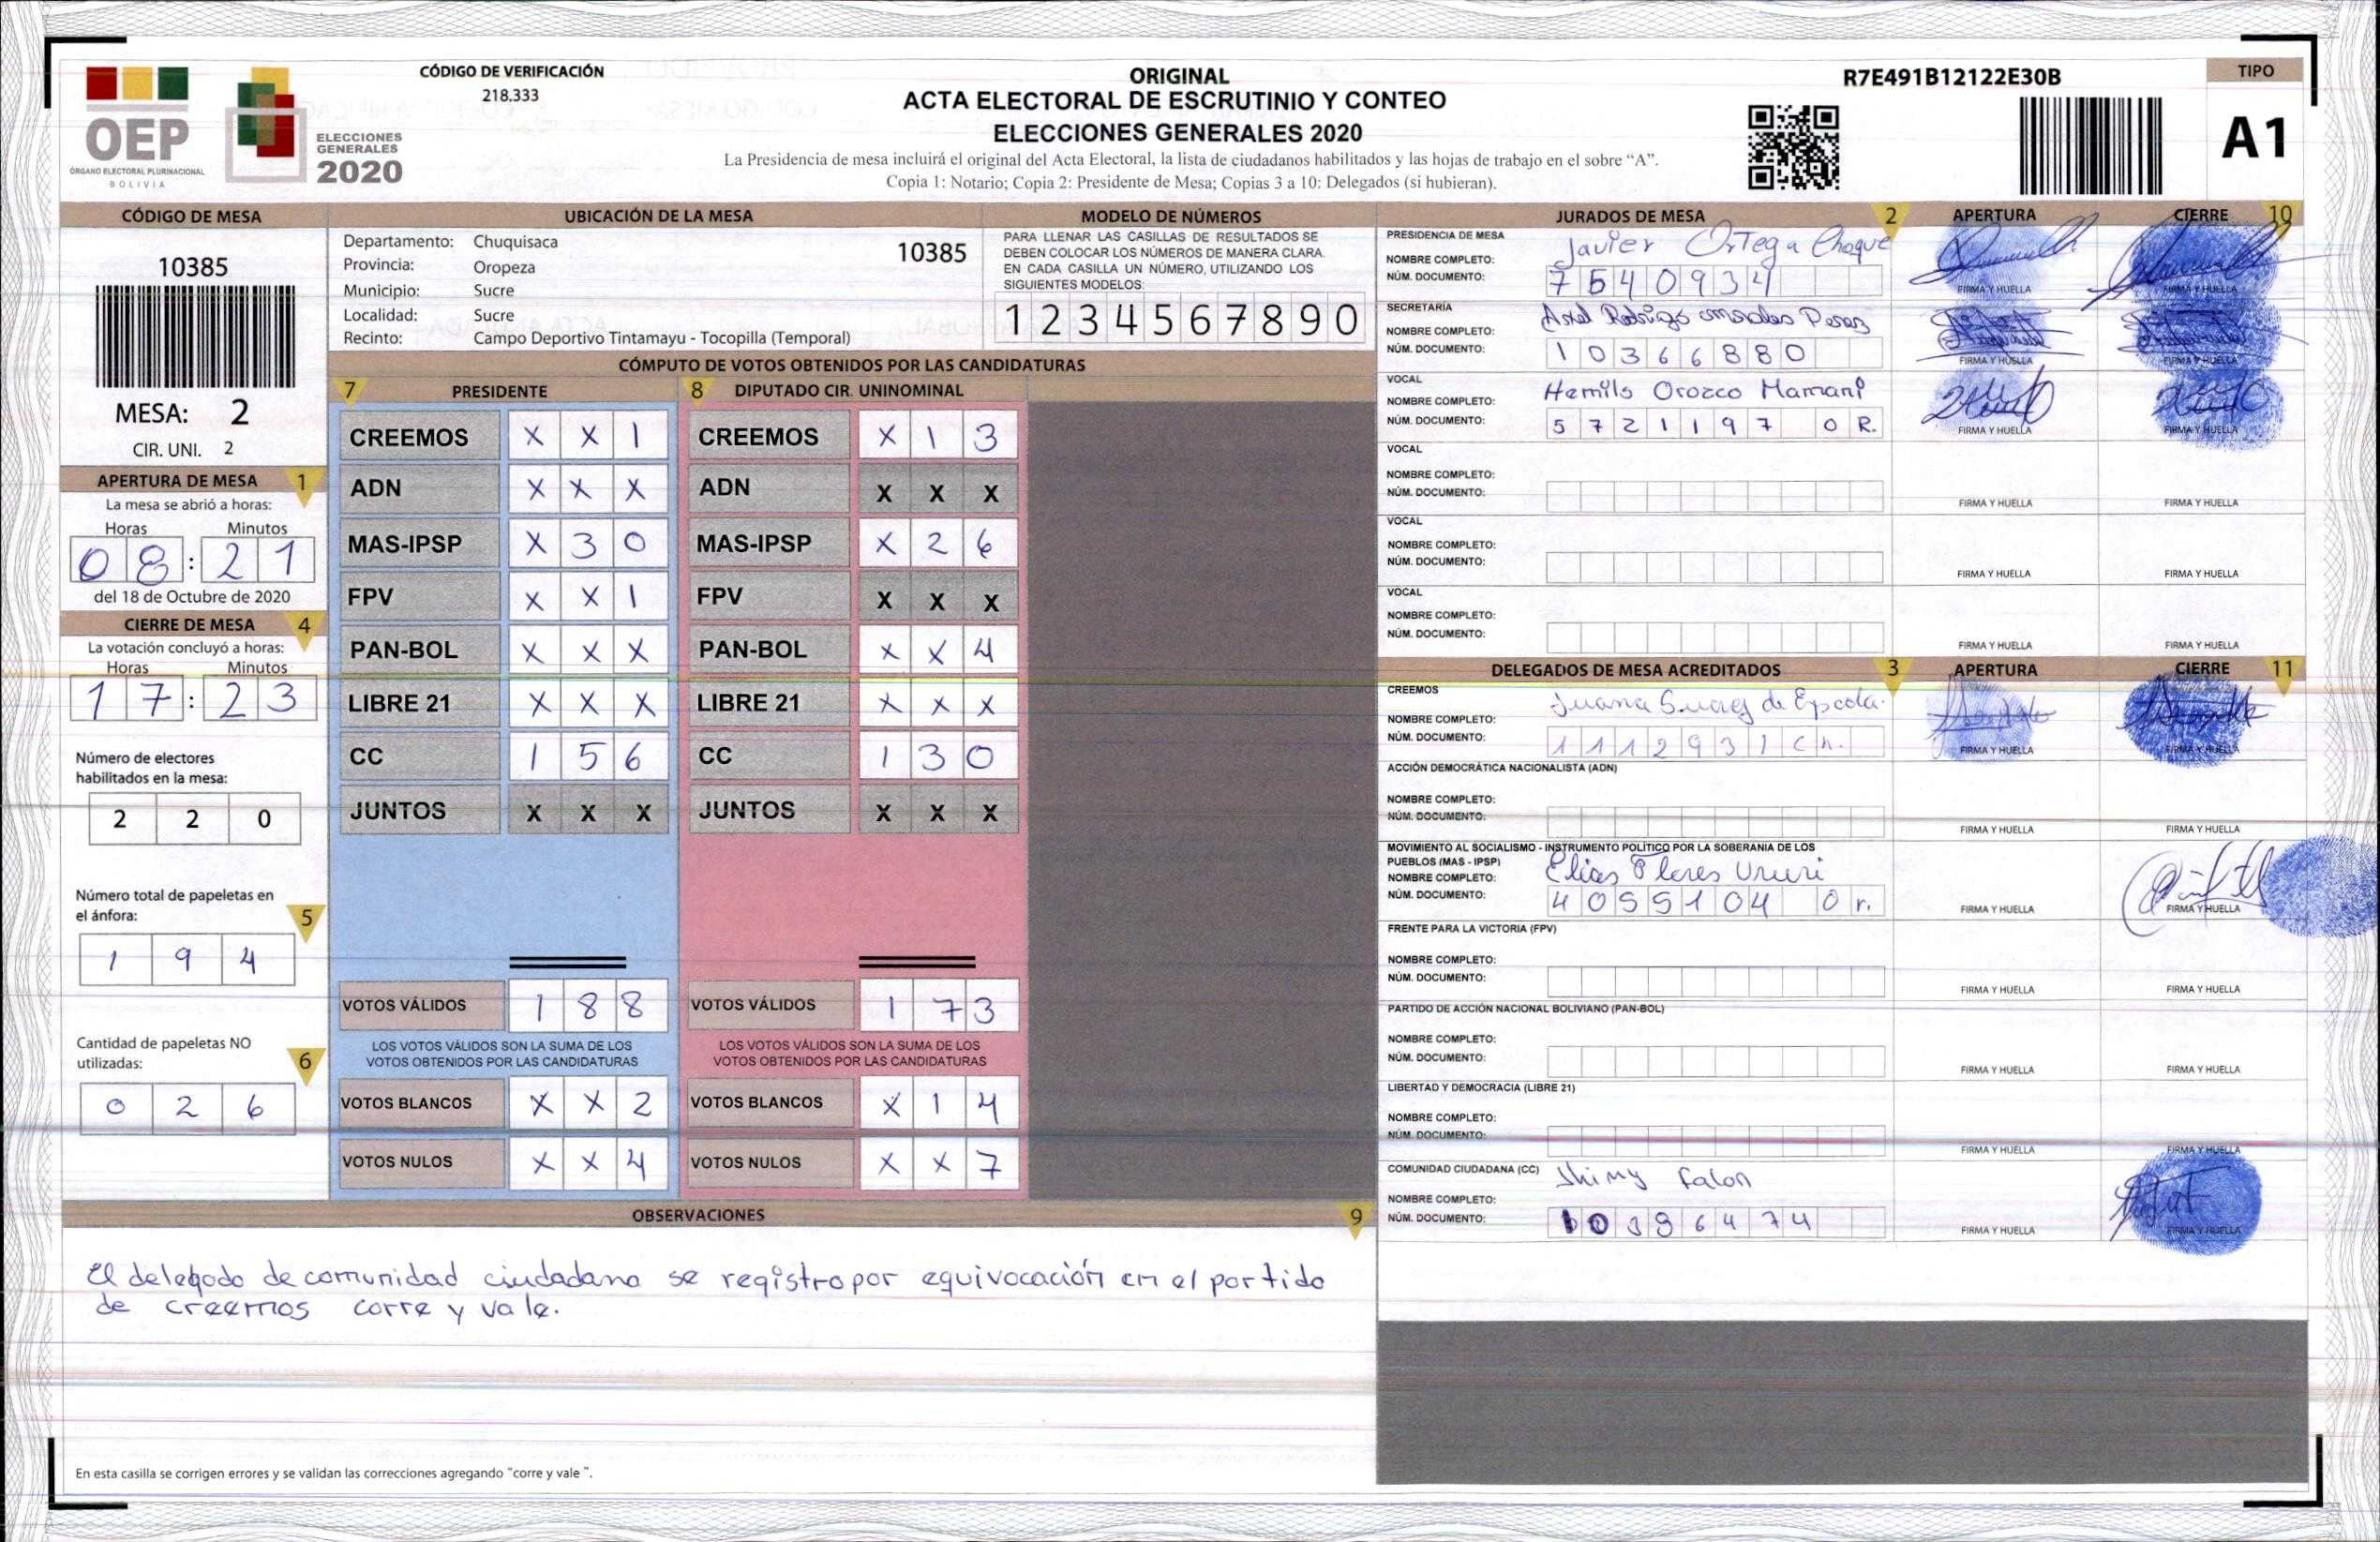 CÓDIGO DE VERIFICACIÓN
218.333
OEP
ÓRGANO ELECTORAL PLURINACIONAL
BOLIVIA
ELECCIONES
GENERALES
2020
ORIGINAL
ACTA ELECTORAL DE ESCRUTINIO Y CONTEO
ELECCIONES GENERALES 2020
La Presidencia de mesa incluirá el original del Acta Electoral, la lista de ciudadanos habilitados y las hojas de trabajo en el sobre “A”.
Copia 1: Notario; Copia 2: Presidente de Mesa; Copias 3 a 10: Delegados (si hubieran).
R7E491B12122E30B
TIPO
A1
CÓDIGO DE MESA
10385
MESA: 2
CIR. UNI. 2
APERTURA DE MESA 1
La mesa se abrió a horas:
Horas Minutos
08:21
del 18 de Octubre de 2020
CIERRE DE MESA 4
La votación concluyó a horas:
Horas Minutos
17:23
Número de electores
habilitados en la mesa:
2 2 0
Número total de papeletas en
el ánfora: 5
1 9 4
Cantidad de papeletas NO
utilizadas: 6
0 2 6
UBICACIÓN DE LA MESA
Departamento: Chuquisaca 10385
Provincia: Oropeza
Municipio: Sucre
Localidad: Sucre
Recinto: Campo Deportivo Tintamayu - Tocopilla (Temporal)
MODELO DE NÚMEROS
PARA LLENAR LAS CASILLAS DE RESULTADOS SE
DEBEN COLOCAR LOS NÚMEROS DE MANERA CLARA.
EN CADA CASILLA UN NÚMERO, UTILIZANDO LOS
SIGUIENTES MODELOS:
1 2 3 4 5 6 7 8 9 0
CÓMPUTO DE VOTOS OBTENIDOS POR LAS CANDIDATURAS
7 PRESIDENTE 8 DIPUTADO CIR. UNINOMINAL
CREEMOS X X 1 CREEMOS X 1 3
ADN X X X ADN X X X
MAS-IPSP X 3 0 MAS-IPSP X 2 6
FPV X X 1 FPV X X X
PAN-BOL X X X PAN-BOL X X 4
LIBRE 21 X X X LIBRE 21 X X X
CC 1 5 6 CC 1 3 0
JUNTOS X X X JUNTOS X X X
VOTOS VÁLIDOS 1 8 8 VOTOS VÁLIDOS 1 7 3
LOS VOTOS VÁLIDOS SON LA SUMA DE LOS LOS VOTOS VÁLIDOS SON LA SUMA DE LOS
VOTOS OBTENIDOS POR LAS CANDIDATURAS VOTOS OBTENIDOS POR LAS CANDIDATURAS
VOTOS BLANCOS X X 2 VOTOS BLANCOS X 1 4
VOTOS NULOS X X 4 VOTOS NULOS X X 7
OBSERVACIONES 9
El delegado de comunidad ciudadana se registro por equivocación en el partido
de creemos corre y vale.
En esta casilla se corrigen errores y se validan las correcciones agregando “corre y vale ”.
JURADOS DE MESA 2 APERTURA CIERRE 10
PRESIDENCIA DE MESA
NOMBRE COMPLETO: Javier Ortega Choque
NÚM. DOCUMENTO: 7540934
FIRMA Y HUELLA FIRMA Y HUELLA
SECRETARÍA
NOMBRE COMPLETO: Axel Rodrigo Perez
NÚM. DOCUMENTO: 10366880
FIRMA Y HUELLA FIRMA Y HUELLA
VOCAL
NOMBRE COMPLETO: Hemils Orozco Mamani
NÚM. DOCUMENTO: 5721197 OR.
FIRMA Y HUELLA FIRMA Y HUELLA
VOCAL
NOMBRE COMPLETO:
NÚM. DOCUMENTO:
FIRMA Y HUELLA FIRMA Y HUELLA
VOCAL
NOMBRE COMPLETO:
NÚM. DOCUMENTO:
FIRMA Y HUELLA FIRMA Y HUELLA
VOCAL
NOMBRE COMPLETO:
NÚM. DOCUMENTO:
FIRMA Y HUELLA FIRMA Y HUELLA
DELEGADOS DE MESA ACREDITADOS 3 APERTURA CIERRE 11
CREEMOS
NOMBRE COMPLETO: Juana de
NÚM. DOCUMENTO: 1112931 Ch.
FIRMA Y HUELLA FIRMA Y HUELLA
ACCIÓN DEMOCRÁTICA NACIONALISTA (ADN)
NOMBRE COMPLETO:
NÚM. DOCUMENTO:
FIRMA Y HUELLA FIRMA Y HUELLA
MOVIMIENTO AL SOCIALISMO - INSTRUMENTO POLÍTICO POR LA SOBERANÍA DE LOS
PUEBLOS (MAS - IPSP)
NOMBRE COMPLETO: Elias Flores Ururi
NÚM. DOCUMENTO: 4055104 Or.
FIRMA Y HUELLA FIRMA Y HUELLA
FRENTE PARA LA VICTORIA (FPV)
NOMBRE COMPLETO:
NÚM. DOCUMENTO:
FIRMA Y HUELLA FIRMA Y HUELLA
PARTIDO DE ACCIÓN NACIONAL BOLIVIANO (PAN-BOL)
NOMBRE COMPLETO:
NÚM. DOCUMENTO:
FIRMA Y HUELLA FIRMA Y HUELLA
LIBERTAD Y DEMOCRACIA (LIBRE 21)
NOMBRE COMPLETO:
NÚM. DOCUMENTO:
FIRMA Y HUELLA FIRMA Y HUELLA
COMUNIDAD CIUDADANA (CC)
NOMBRE COMPLETO: Jhimy Falon
NÚM. DOCUMENTO: 10396474
FIRMA Y HUELLA FIRMA Y HUELLA